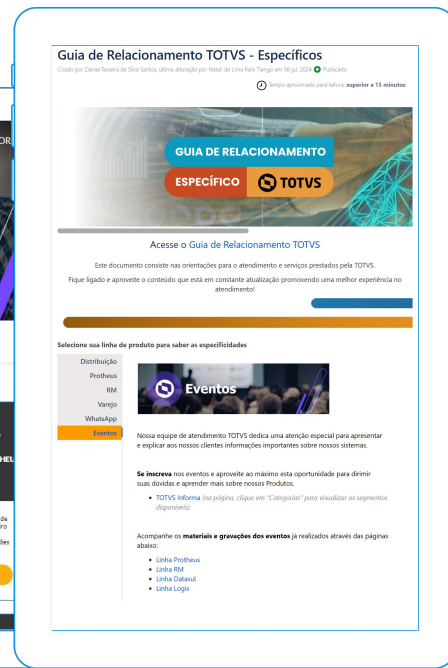 Guia de Relacionamento TOTVS - Específicos
Criado por Daniel Teixeira da Silva Santos, última alteração por Natali de Lima Felix Tiengo em 08 jul, 2024 Publicado
Tempo aproximado para leitura: superior a 15 minutos
GUIA DE RELACIONAMENTO
ESPECÍFICO TOTVS
Acesse o Guia de Relacionamento TOTVS
Este documento consiste nas orientações para o atendimento e serviços prestados pela TOTVS.
Fique ligado e aproveite o conteúdo que está em constante atualização promovendo uma melhor experiência no
atendimento!
Selecione sua linha de produto para saber as especificidades
Distribuição
Protheus
RM
Varejo
WhatsApp
Eventos
Eventos
Nossa equipe de atendimento TOTVS dedica uma atenção especial para apresentar
e explicar aos nossos clientes informações importantes sobre nossos sistemas.
Se inscreva nos eventos e aproveite ao máximo esta oportunidade para dirimir
suas dúvidas e aprender mais sobre nossos Produtos.
• TOTVS Informa (na página, clique em "Categorias" para visualizar os segmentos
disponíveis)
Acompanhe os materiais e gravações dos eventos já realizados através das páginas
abaixo:
• Linha Protheus
• Linha RM
• Linha Datasul
• Linha Logix